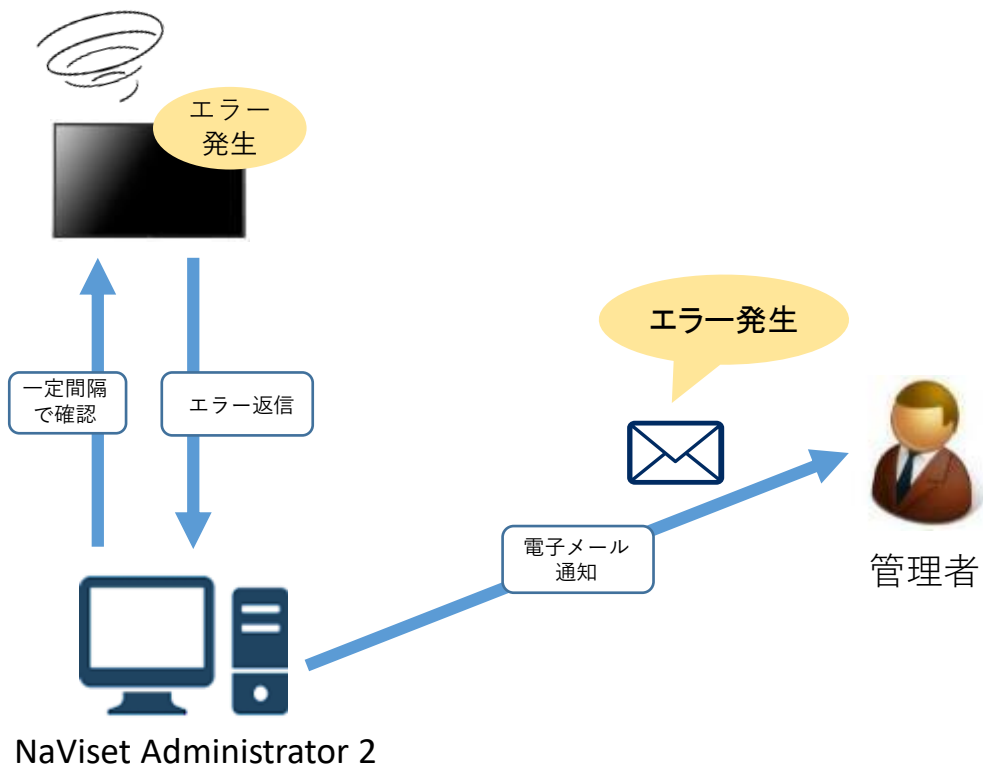 エラー
発生
エラー発生
一定間隔
で確認
エラー返信
電子メール
通知
管理者
NaViset Administrator 2